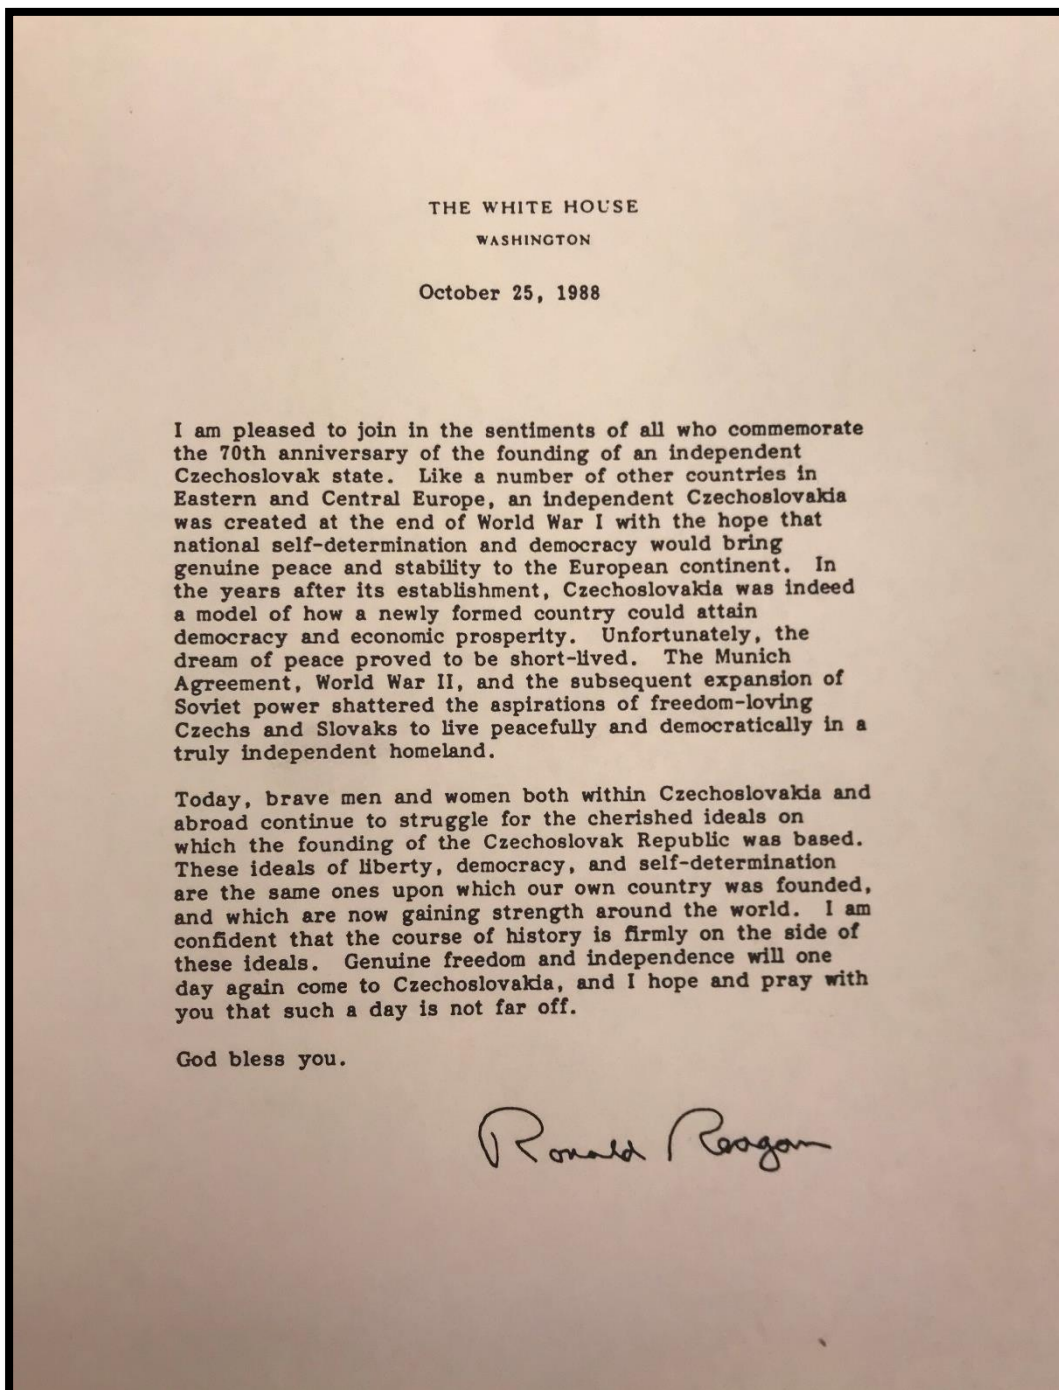 THE WHITE HOUSE
WASHINGTON
October 25, 1988
I am pleased to join in the sentiments of all who commemorate
the 70th anniversary of the founding of an independent
Czechoslovak state. Like a number of other countries in
Eastern and Central Europe, an independent Czechoslovakia
was created at the end of World War I with the hope that
national self-determination and democracy would bring
genuine peace and stability to the European continent. In
the years after its establishment, Czechoslovakia was indeed
a model of how a newly formed country could attain
democracy and economic prosperity. Unfortunately, the
dream of peace proved to be short-lived. The Munich
Agreement, World War II, and the subsequent expansion of
Soviet power shattered the aspirations of freedom-loving
Czechs and Slovaks to live peacefully and democratically in a
truly independent homeland.
Today, brave men and women both within Czechoslovakia and
abroad continue to struggle for the cherished ideals on
which the founding of the Czechoslovak Republic was based.
These ideals of liberty, democracy, and self-determination
are the same ones upon which our own country was founded,
and which are now gaining strength around the world. I am
confident that the course of history is firmly on the side of
these ideals. Genuine freedom and independence will one
day again come to Czechoslovakia, and I hope and pray with
you that such a day is not far off.
God bless you.
Ronald Reagan